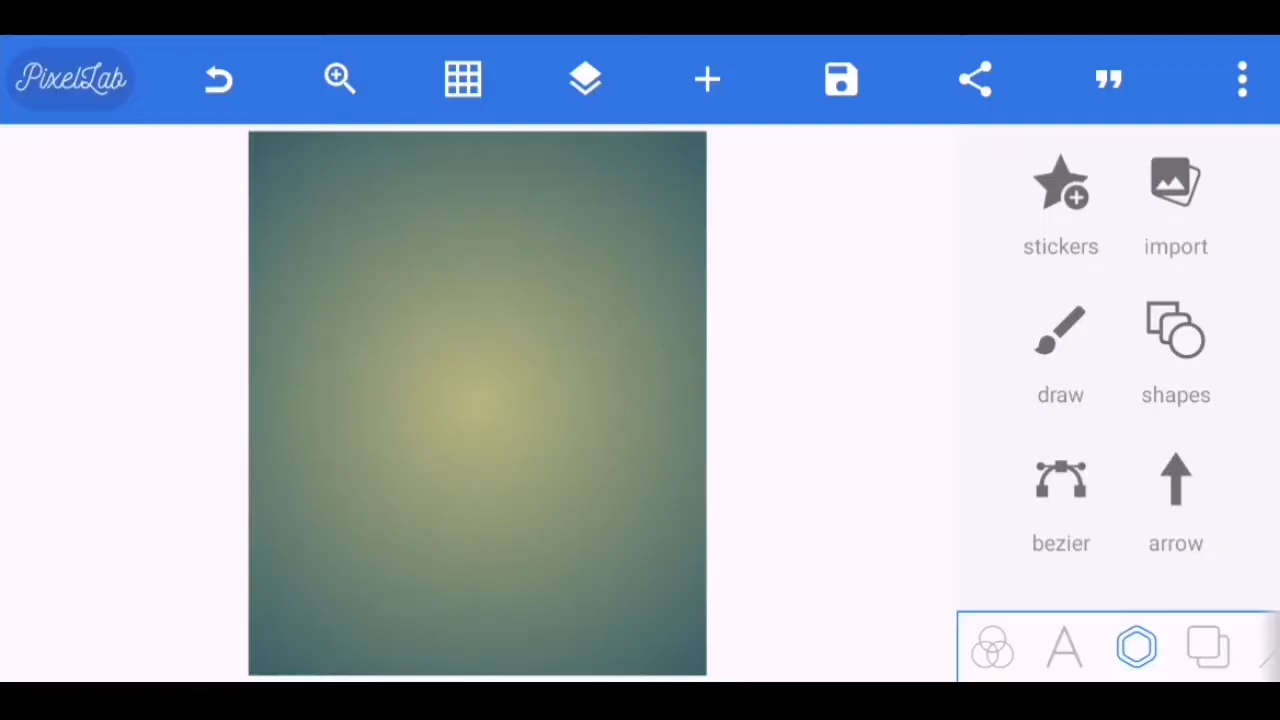 PixelLab
stickers
import
draw
shapes
bezier
arrow